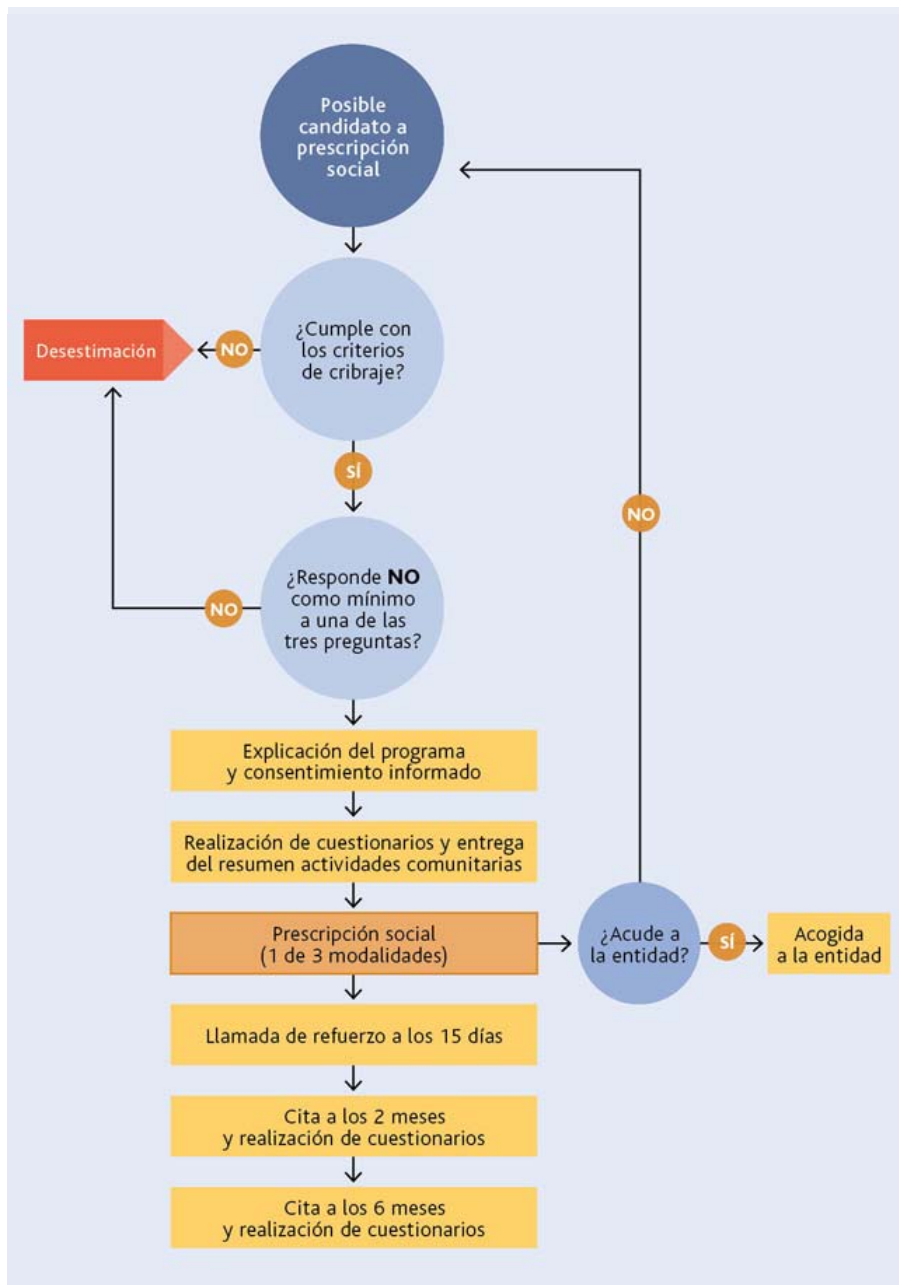 Posible
candidato a
prescripción
social
¿Cumple con
los criterios
de cribaje?
NO
Desestimación
SÍ
¿Responde NO
como mínimo
a una de las
tres preguntas?
NO
NO
Explicación del programa
y consentimiento informado
Realización de cuestionarios y entrega
del resumen actividades comunitarias
Prescripción social
(1 de 3 modalidades)
¿Acude a
la entidad?
SÍ
Acogida
a la entidad
Llamada de refuerzo a los 15 días
Cita a los 2 meses
y realización de cuestionarios
Cita a los 6 meses
y realización de cuestionarios